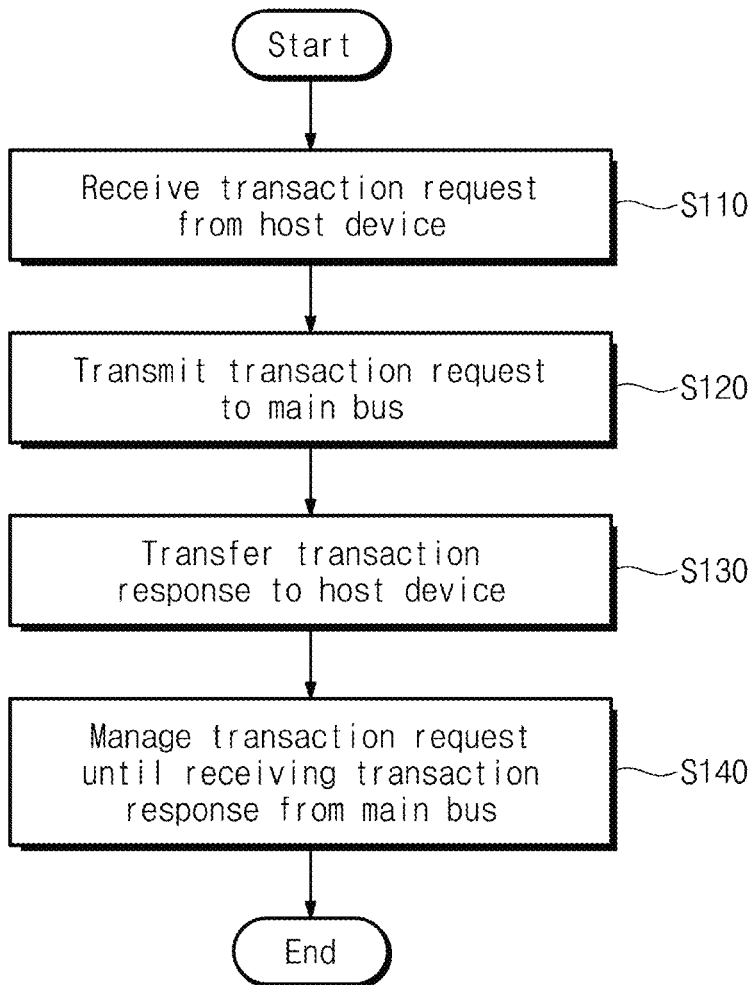 Start
Receive transaction request
from host device
S110
Transmit transaction request
to main bus
S120
Transfer transaction
response to host device
S130
Manage transaction request
until receiving transaction
response from main bus
S140
End